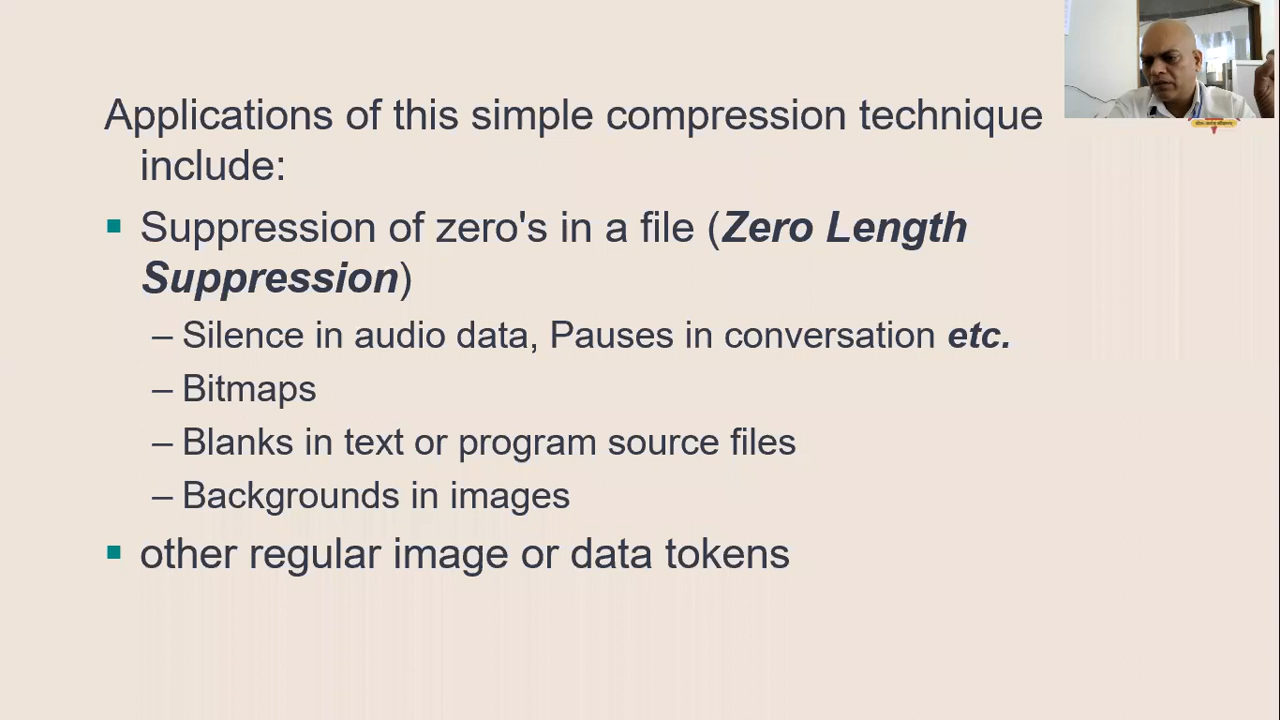 Applications of this simple compression technique
include:
▪ Suppression of zero's in a file (Zero Length
Suppression)
– Silence in audio data, Pauses in conversation etc.
– Bitmaps
– Blanks in text or program source files
– Backgrounds in images
▪ other regular image or data tokens